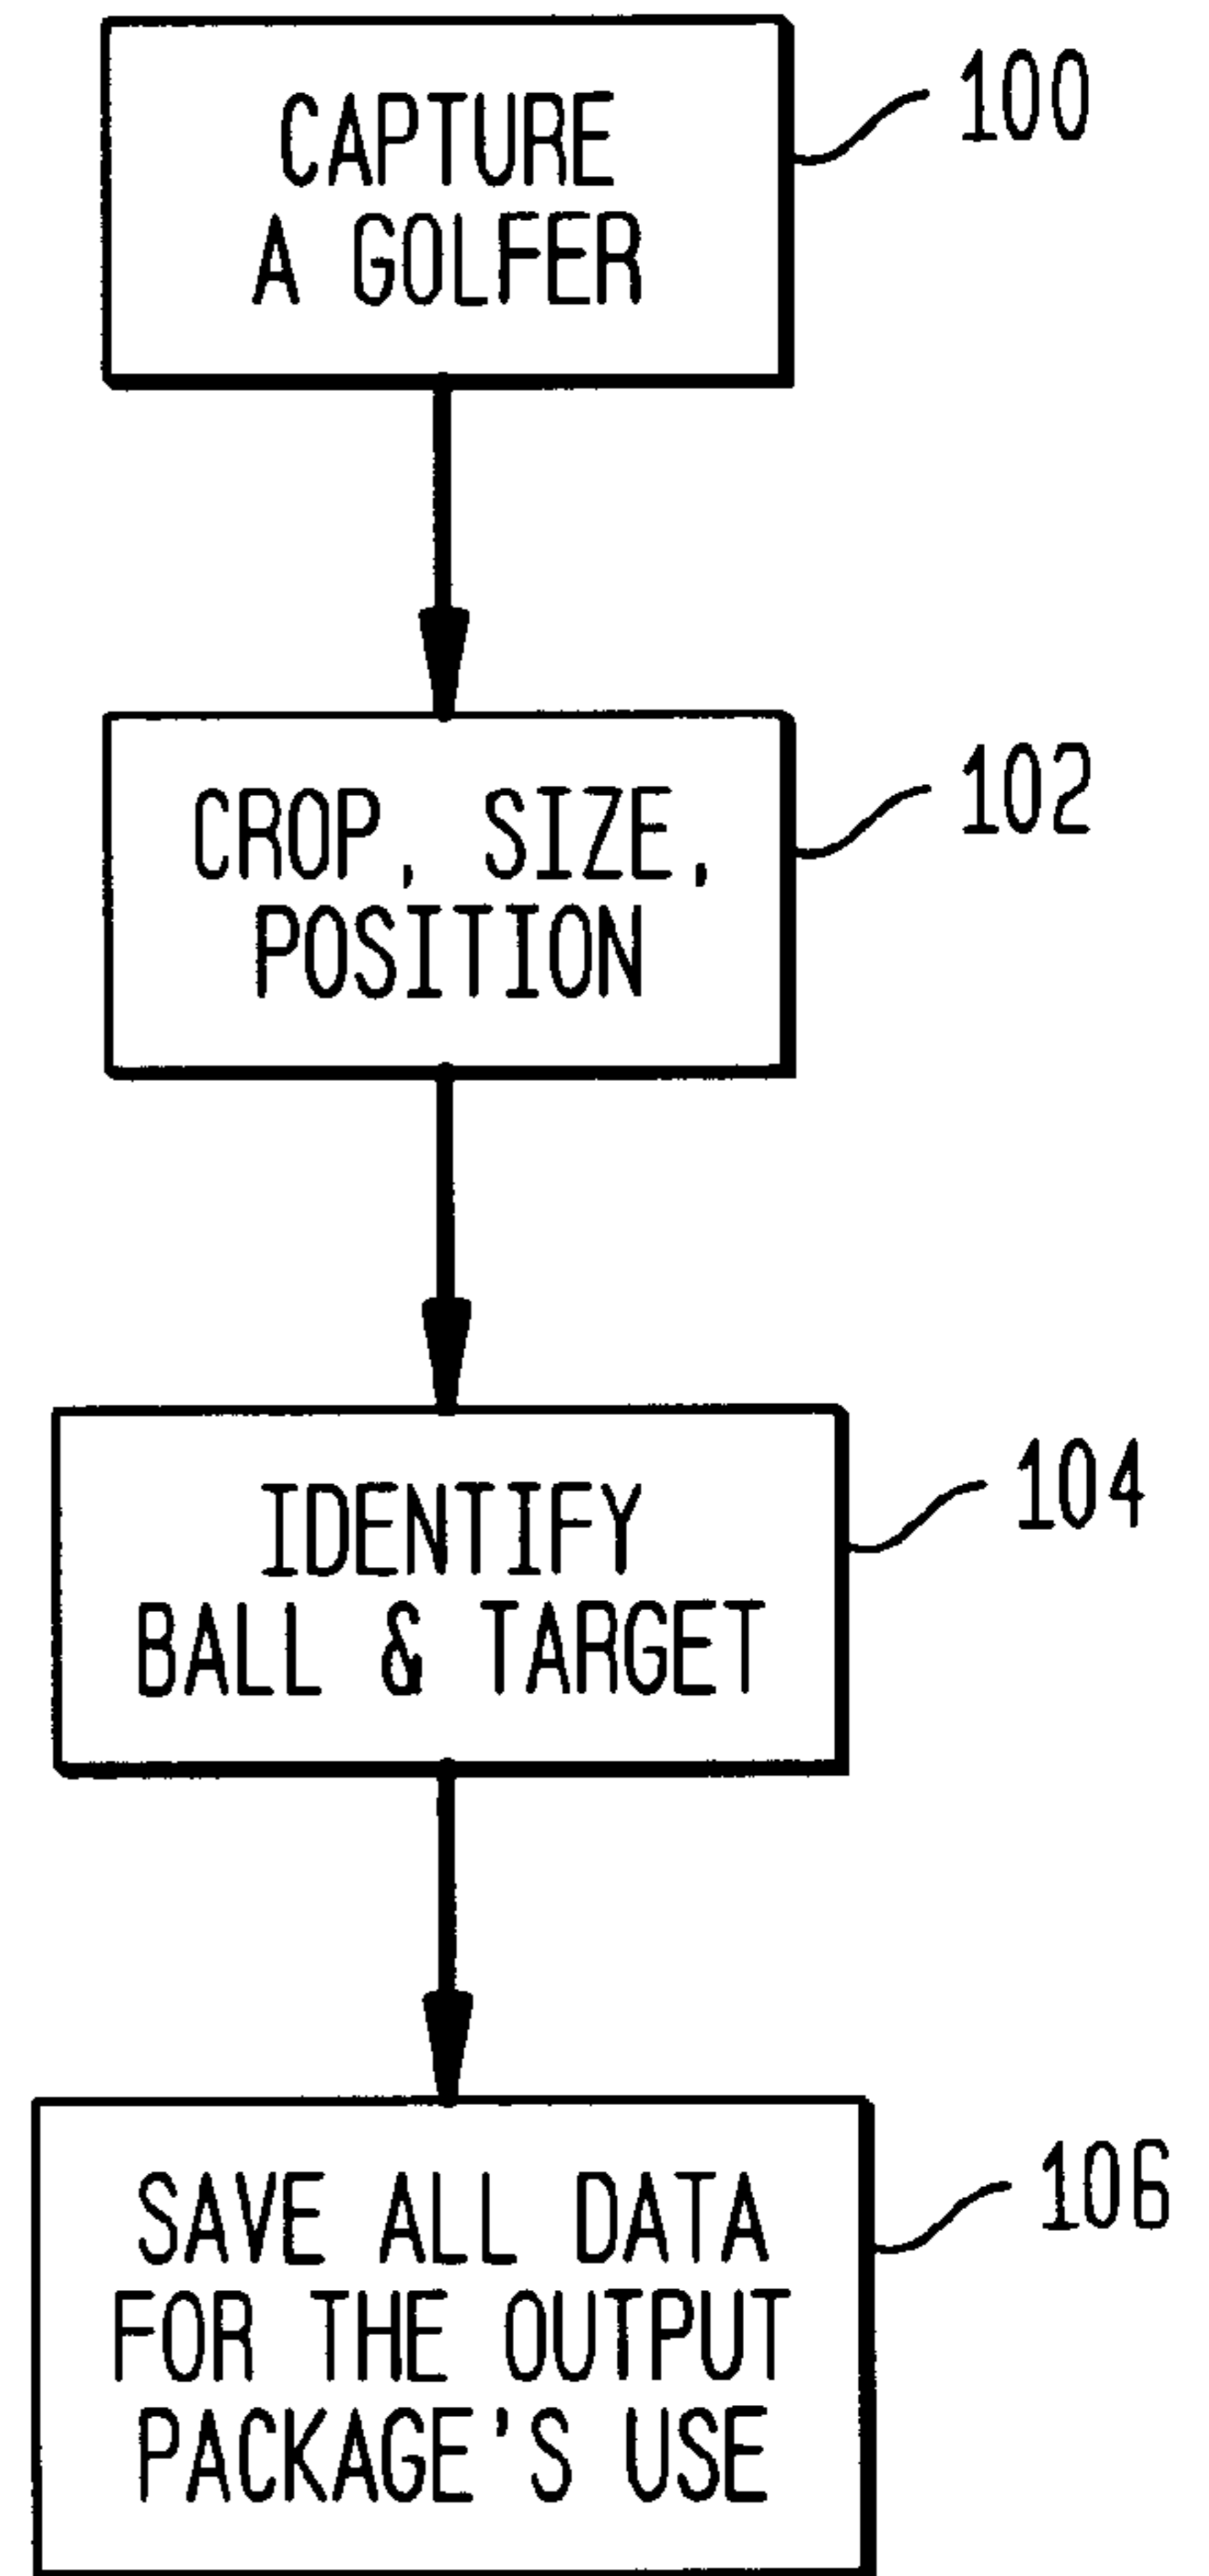 CAPTURE
A GOLFER
100
CROP, SIZE,
POSITION
102
IDENTIFY
BALL & TARGET
104
SAVE ALL DATA
FOR THE OUTPUT
PACKAGE'S USE
106